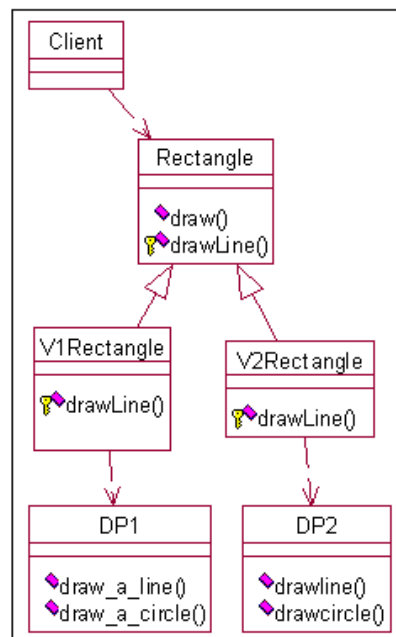 Client
Rectangle
draw()
drawLine()
V1Rectangle
drawLine()
V2Rectangle
drawLine()
DP1
draw_a_line()
draw_a_circle()
DP2
drawline()
drawcircle()